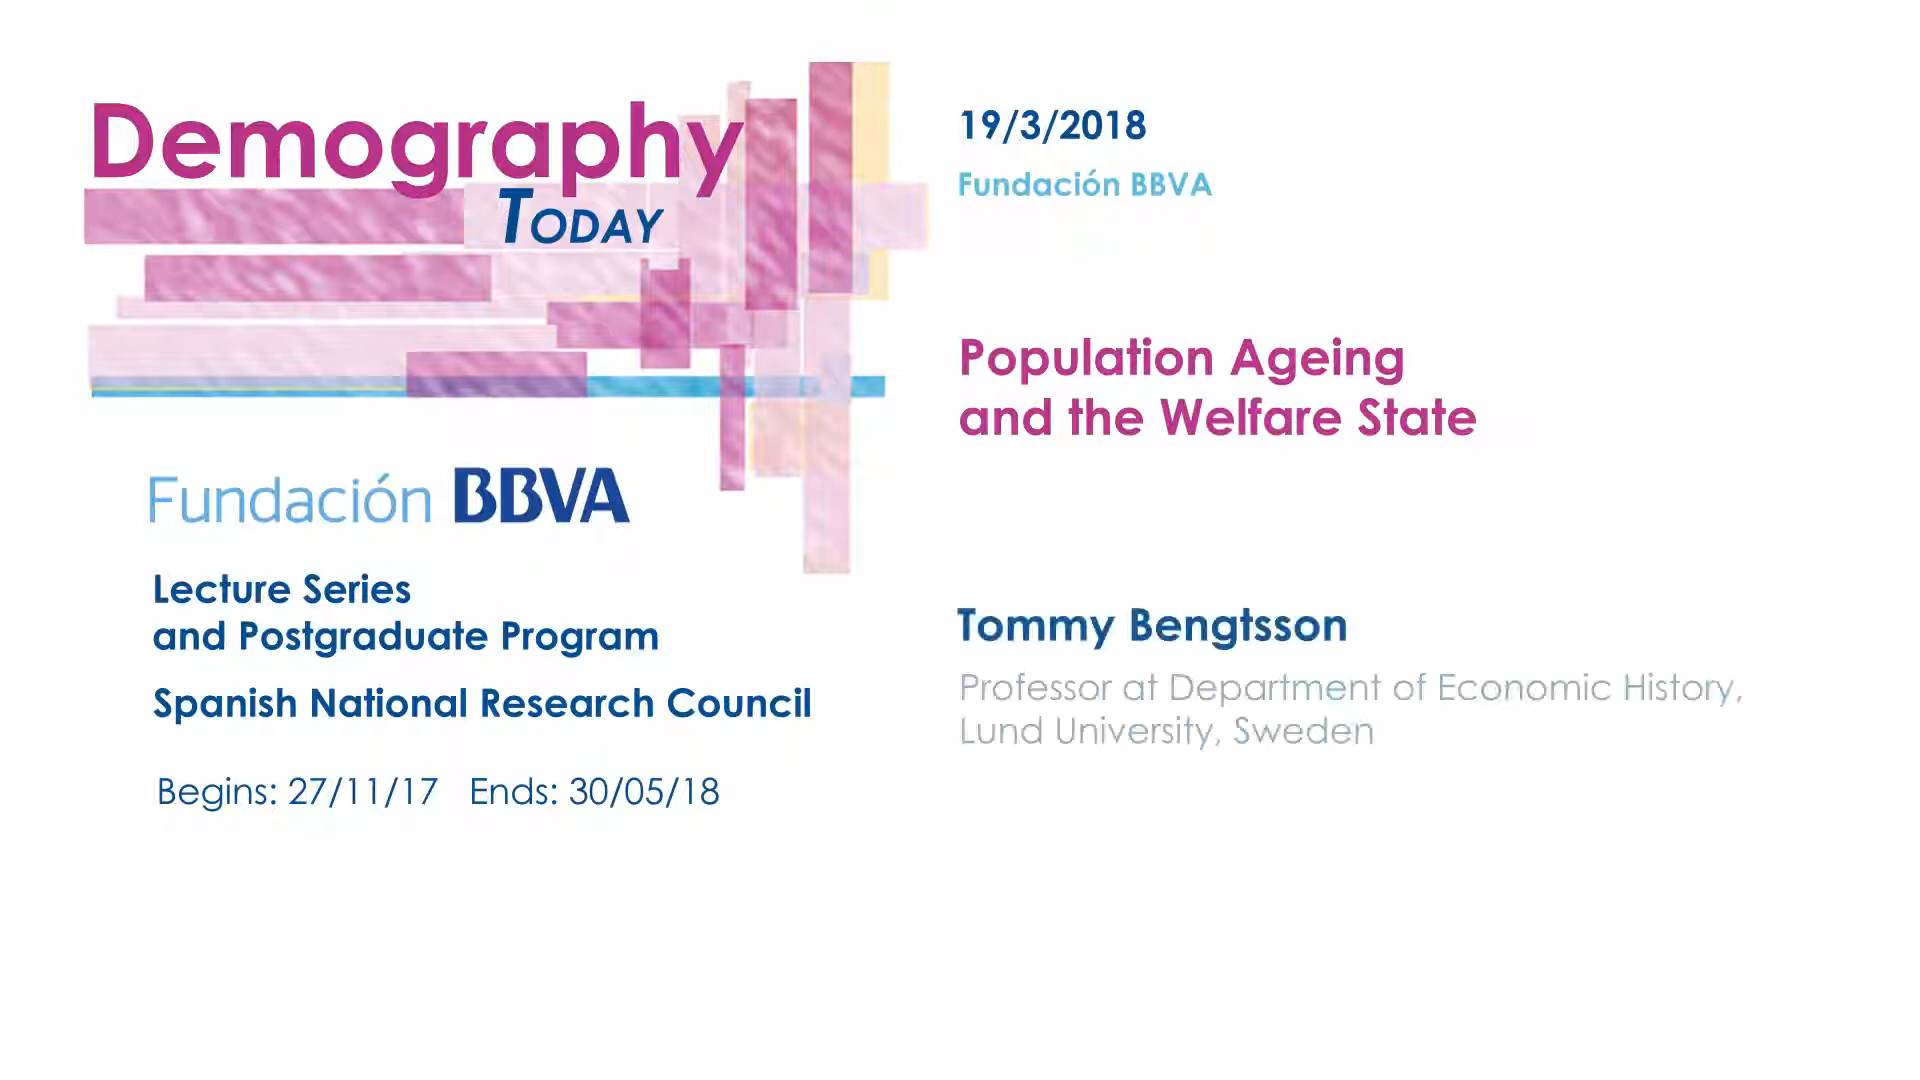 Demography
TODAY
Fundación BBVA
Lecture Series
and Postgraduate Program
Spanish National Research Council
Begins: 27/11/17 Ends: 30/05/18
19/3/2018
Fundación BBVA
Population Ageing
and the Welfare State
Tommy Bengtsson
Professor at Department of Economic History,
Lund University, Sweden